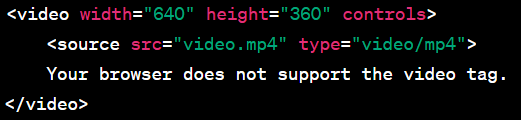 <video width="640" height="360" controls>
    <source src="video.mp4" type="video/mp4">
    Your browser does not support the video tag.
</video>